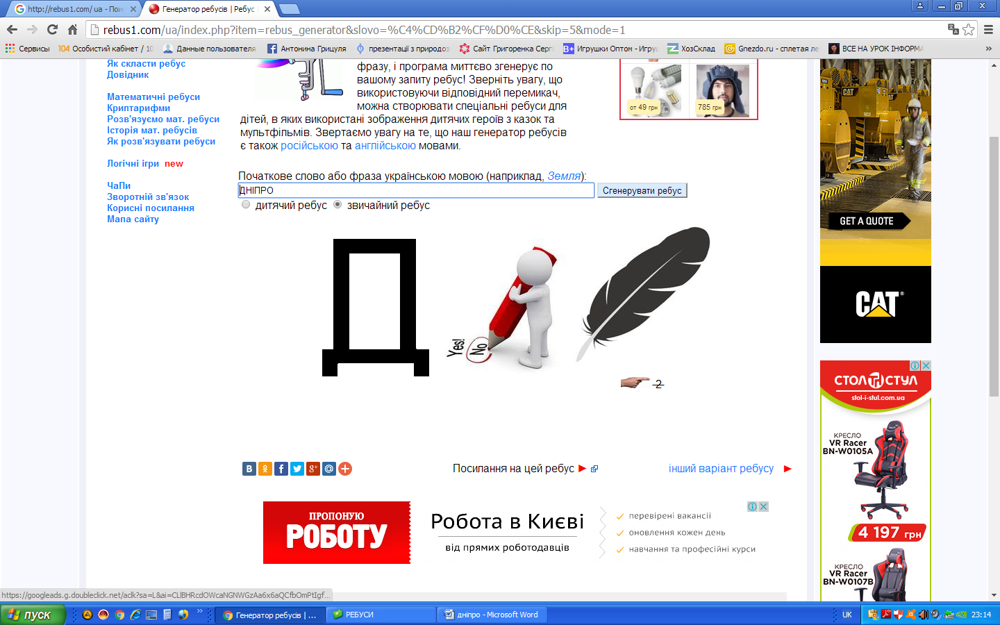 http://rebus1.com/ ua - Пои
Генератор ребусів | Ребус
rebus1.com/ua/index.php?item=rebus_generator&slovo=%C4%CD%B2%CF%D0%CE&skip=5&mode=1
Сервисы
104 Особистий кабінет / 10
Данные пользователя
Антонина Грицуля
презентації з природоз
Сайт Григоренка Сергі
B+ Игрушки Оптом - Игру
ХозСклад
Gnezdo.ru - сплетая ле
ВСЕ НА УРОК ІНФОРМА
»
Як скласти ребус
Довідник
Математичні ребуси
Криптарифми
Розв'язуємо мат. ребуси
Історія мат. ребусів
Як розв'язувати ребуси
Логічні ігри new
ЧаПи
Зворотній зв'язок
Корисні посилання
Мапа сайту
фразу, і програма миттєво згенерує по
вашому запиту ребус! Зверніть увагу, що
використовуючи відповідний перемикач,
можна створювати спеціальні ребуси для
дітей, в яких використані зображення дитячих героїв з казок та
мультфільмів. Звертаємо увагу на те, що наш генератор ребусів
є також російською та англійською мовами.
от 49 грн
785 грн
Початкове слово або фраза українською мовою (наприклад, Земля):
ДНІПРО
Сгенерувати ребус
дитячий ребус
звичайний ребус
Д
Yes!
No
2
Посилання на цей ребус
інший варіант ребусу
ПРОПОНУЮ
РОБОТУ
Робота в Києві
від прямих роботодавців
перевірені вакансії
оновлення кожен день
навчання та професійні курси
CAT
GET A QUOTE
CAT®
СТОЛ И СТУЛ
stol-i-stul.com.ua
КРЕСЛО
VR Racer
BN-W0105A
4 197 грн
КРЕСЛО
VR Racer
BN-W0107B
https://googleads.g.doubleclick.net/aclk?sa=L&ai=CLlBHRcdOWcaNGNWGzAa6x6aQCfbOmPtIgf...
пуск
»
Генератор ребусів | ...
РЕБУСИ
дніпро - Microsoft Word
UK
23:14